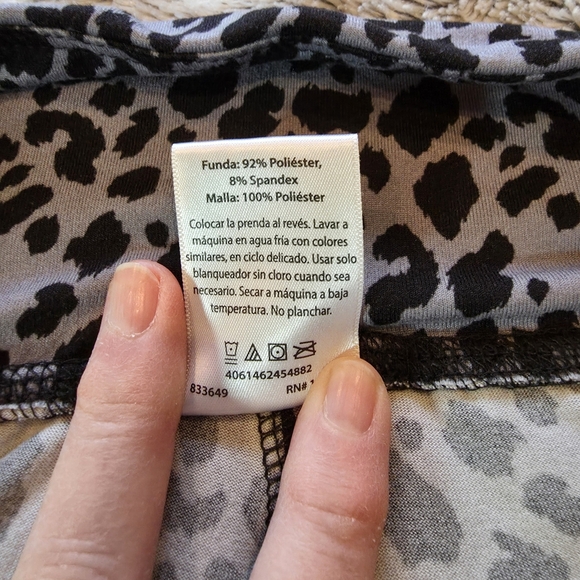 Funda: 92% Poliéster,
8% Spandex
Malla: 100% Poliéster
Colocar la prenda al revés. Lavar a
máquina en agua fría con colores
similares, en ciclo delicado. Usar solo
blanqueador sin cloro cuando sea
necesario. Secar a máquina a baja
temperatura. No planchar.
4061462454882
833649 RN#